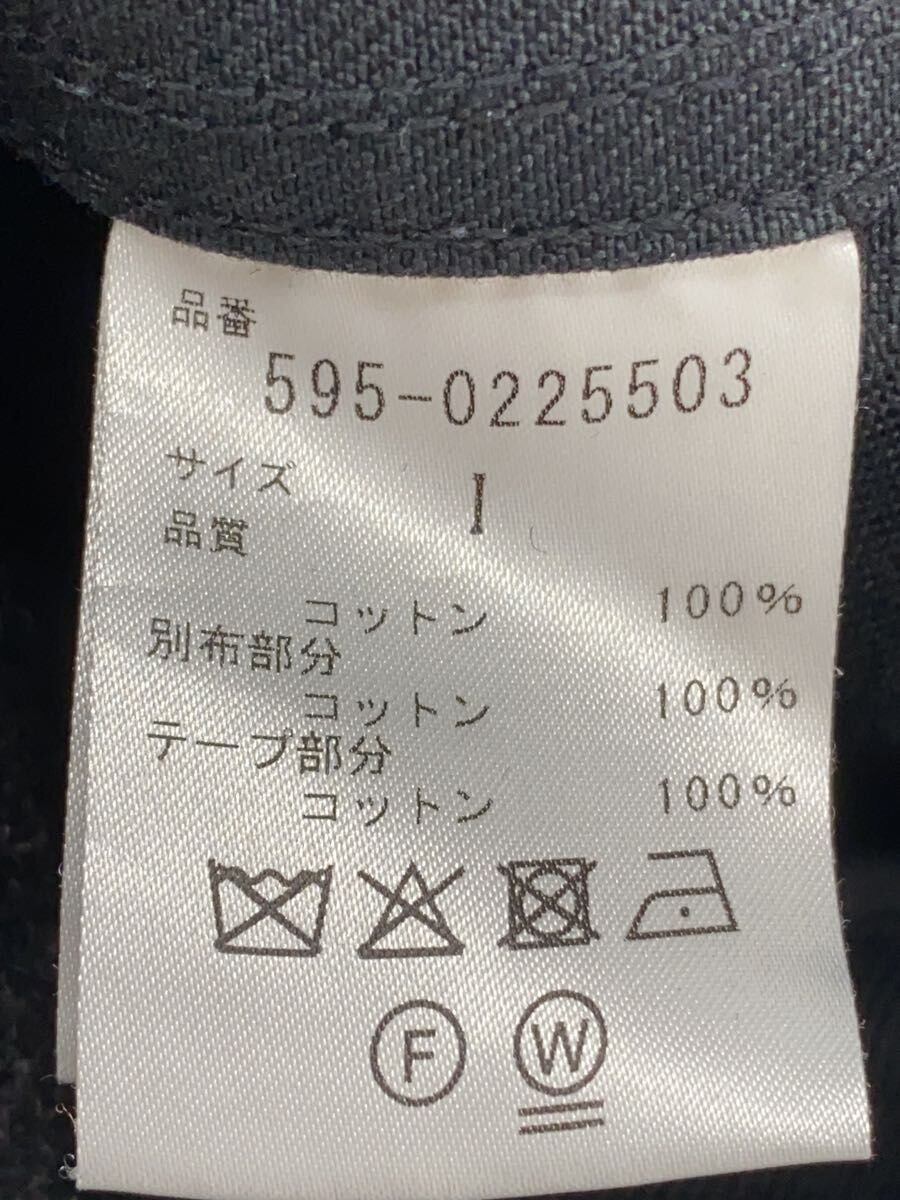 品番
595-0225503
サイズ I
品質
コットン 100%
別布部分
コットン 100%
テープ部分
コットン 100%
F W